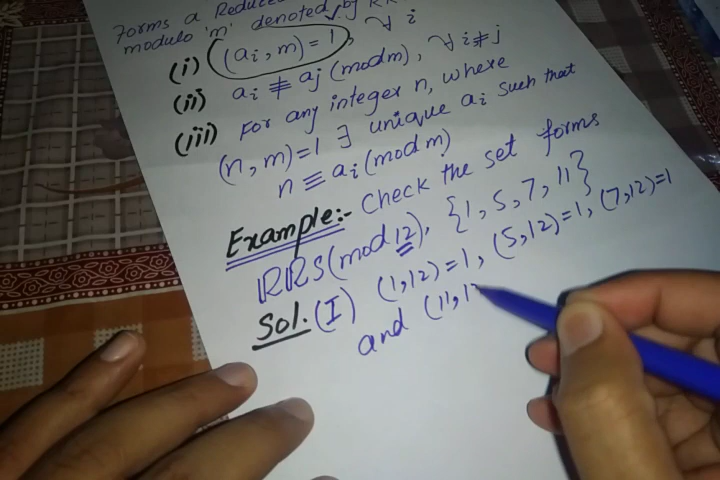 Forms a Reduced
modulo 'm' denoted by RR
(i) (ai, m) = 1, ∀ i
(ii) ai ≢ aj (mod m), ∀ i ≠ j
(iii) For any integer n, where
(n, m) = 1 ∃ unique ai such that
n ≡ ai (mod m)
Example:- Check the set forms
RRS (mod 12), {1, 5, 7, 11}
Sol. (I) (1,12)=1, (5,12)=1, (7,12)=1
and (11,1